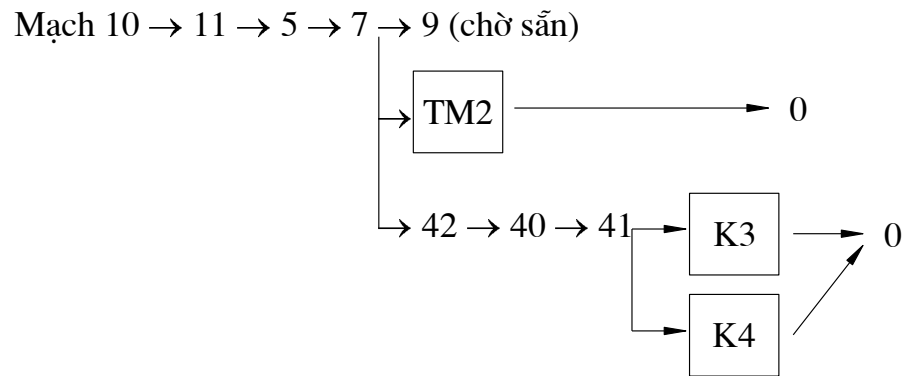 Mạch 10 → 11 → 5 → 7 → 9 (chờ sẵn)
→ TM2 → 0
→ 42 → 40 → 41 → K3 → 0
→ K4